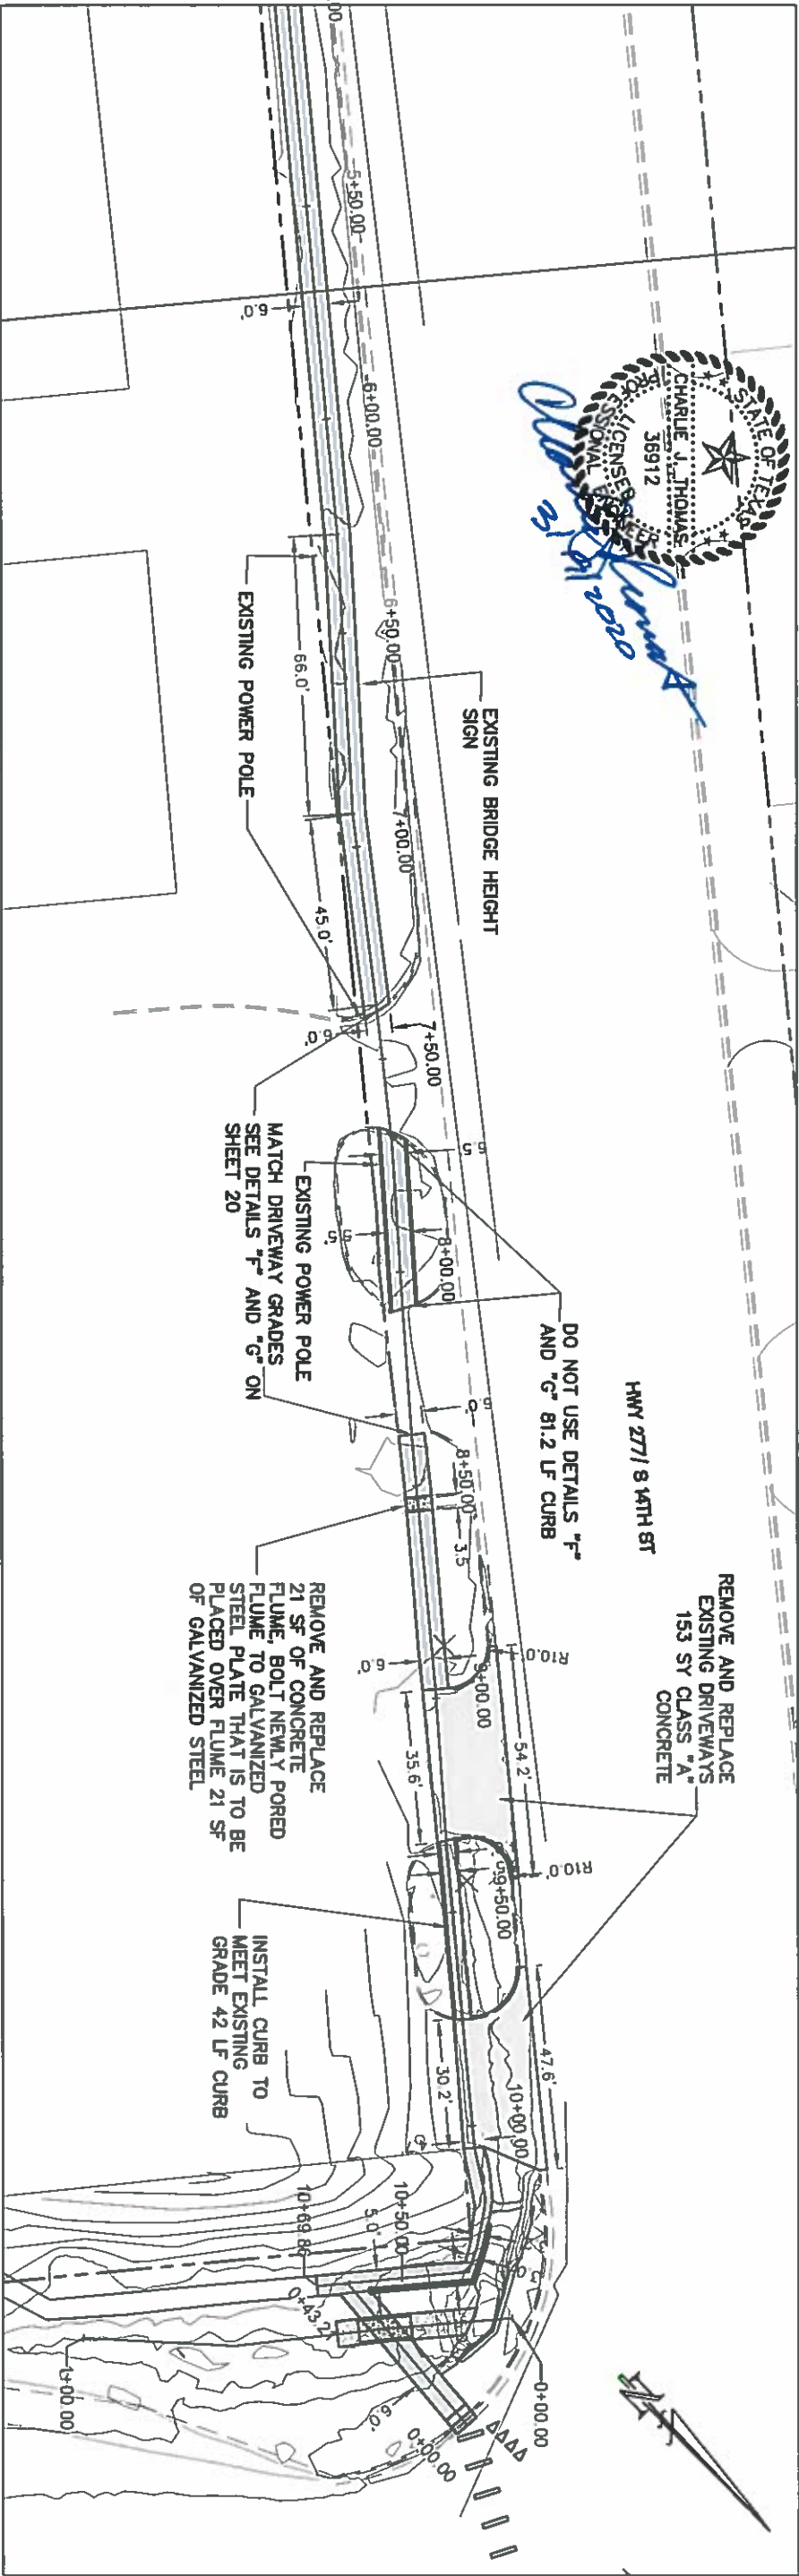 5+50.00
6+00.00
6+50.00
7+00.00
7+50.00
8+00.00
8+50.00
9+00.00
9+50.00
10+00.00
10+50.00
10+69.86
6.0'
STATE OF TEXAS
CHARLIE J. THOMAS
36912
LICENSED
PROFESSIONAL ENGINEER
EXISTING BRIDGE HEIGHT
SIGN
EXISTING POWER POLE
66.0'
45.0'
6.0'
5.5'
5.5'
EXISTING POWER POLE
MATCH DRIVEWAY GRADES
SEE DETAILS "F" AND "G" ON
SHEET 20
DO NOT USE DETAILS "F"
AND "G" 81.2 LF CURB
HWY 277/ S 14TH ST
6.0'
3.5
REMOVE AND REPLACE
EXISTING DRIVEWAYS
153 SY CLASS "A"
CONCRETE
REMOVE AND REPLACE
21 SF OF CONCRETE
FLUME, BOLT NEWLY PORED
FLUME TO GALVANIZED
STEEL PLATE THAT IS TO BE
PLACED OVER FLUME 21 SF
OF GALVANIZED STEEL
6.0'
R10.0'
54.2'
35.6'
R10.0'
INSTALL CURB TO
MEET EXISTING
GRADE 42 LF CURB
47.6'
30.2'
5.0'
0+00.00
1+00.00
6.0'
0+00.00